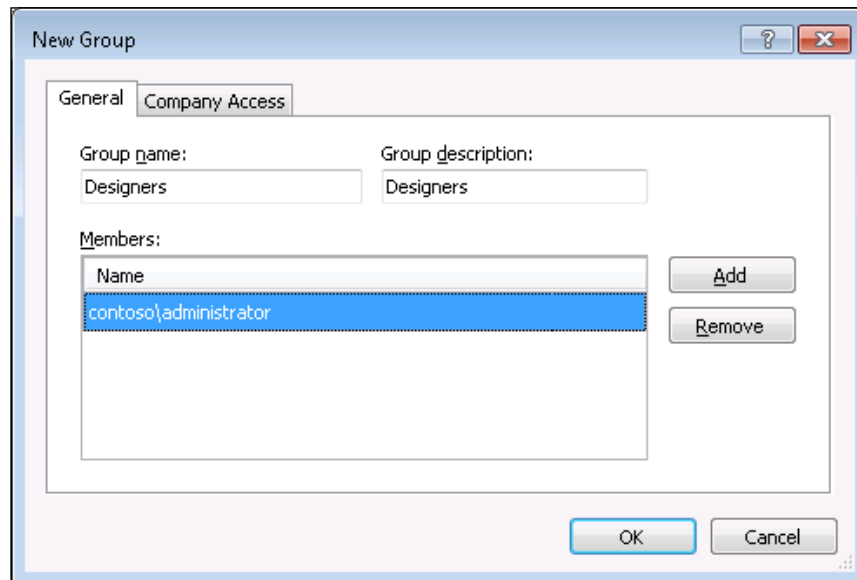 New Group
General
Company Access
Group name:
Group description:
Designers
Designers
Members:
Name
contoso\administrator
Add
Remove
OK
Cancel